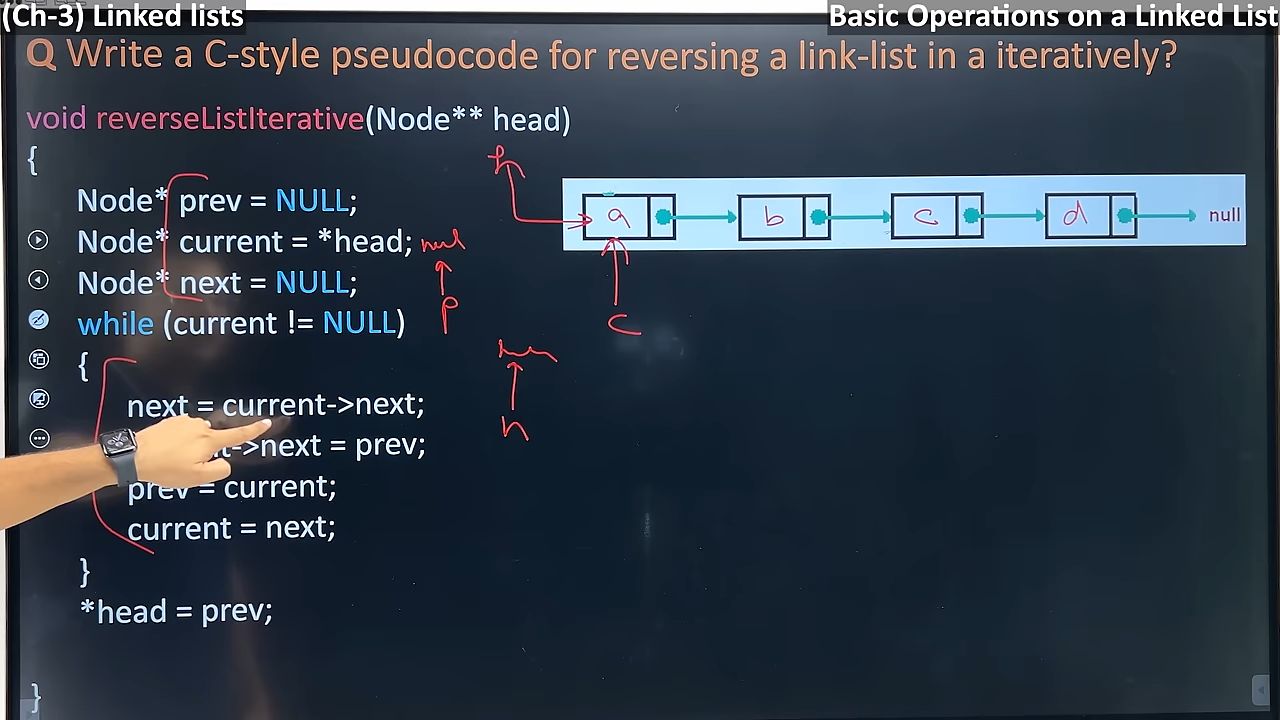 (Ch-3) Linked lists
Basic Operations on a Linked List
Q Write a C-style pseudocode for reversing a link-list in a iteratively?
void reverseListIterative(Node** head)
{
Node* prev = NULL;
Node* current = *head;
Node* next = NULL;
while (current != NULL)
{
next = current->next;
->next = prev;
prev = current;
current = next;
}
*head = prev;
}
a b c d null
nul
p
c
n